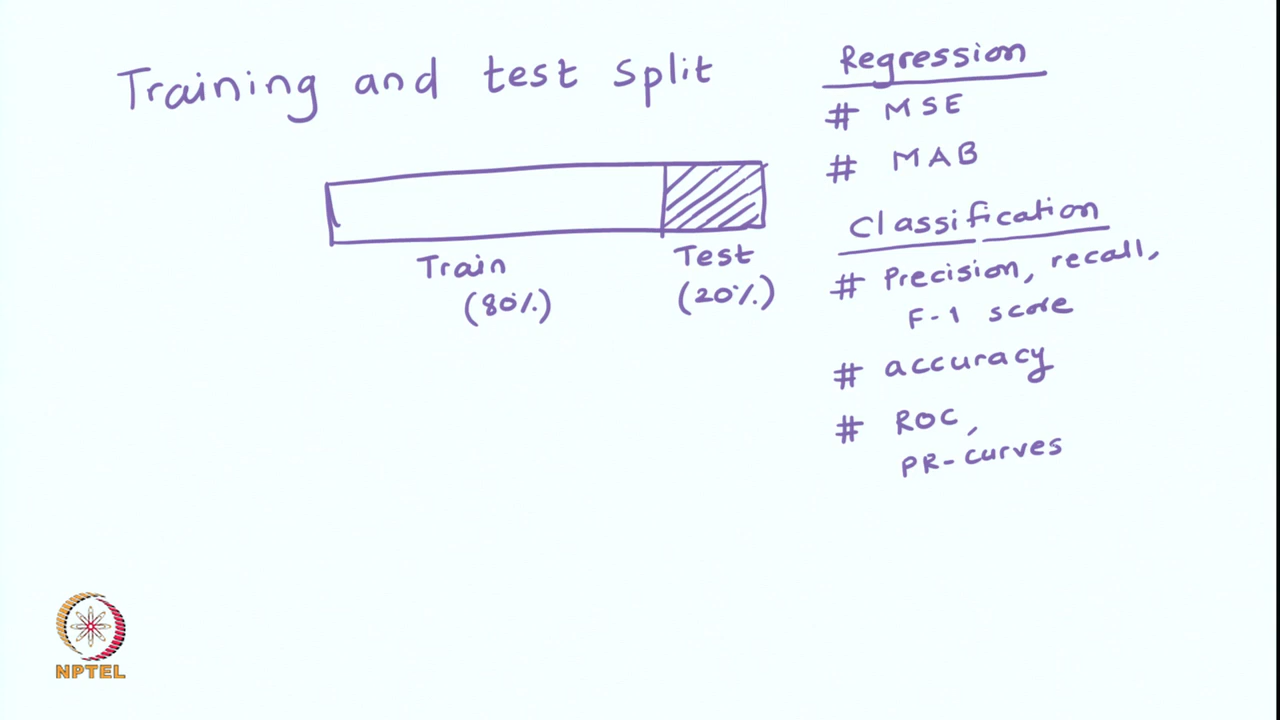 Training and test split
Train
(80%)
Test
(20%)
Regression
# MSE
# MAB
Classification
# Precision, recall,
F-1 score
# accuracy
# ROC,
PR-curves
NPTEL